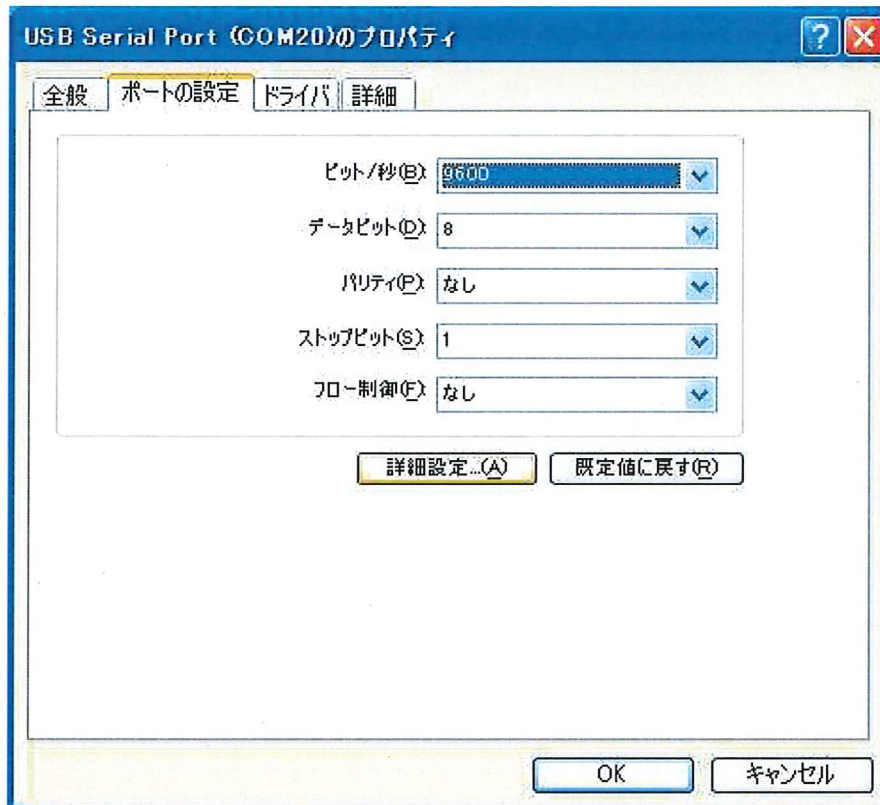 USB Serial Port (COM20)のプロパティ
全般 ポートの設定 ドライバ 詳細
ビット/秒(B): 9600
データビット(D): 8
パリティ(P): なし
ストップビット(S): 1
フロー制御(F): なし
詳細設定...(A) 既定値に戻す(R)
OK キャンセル